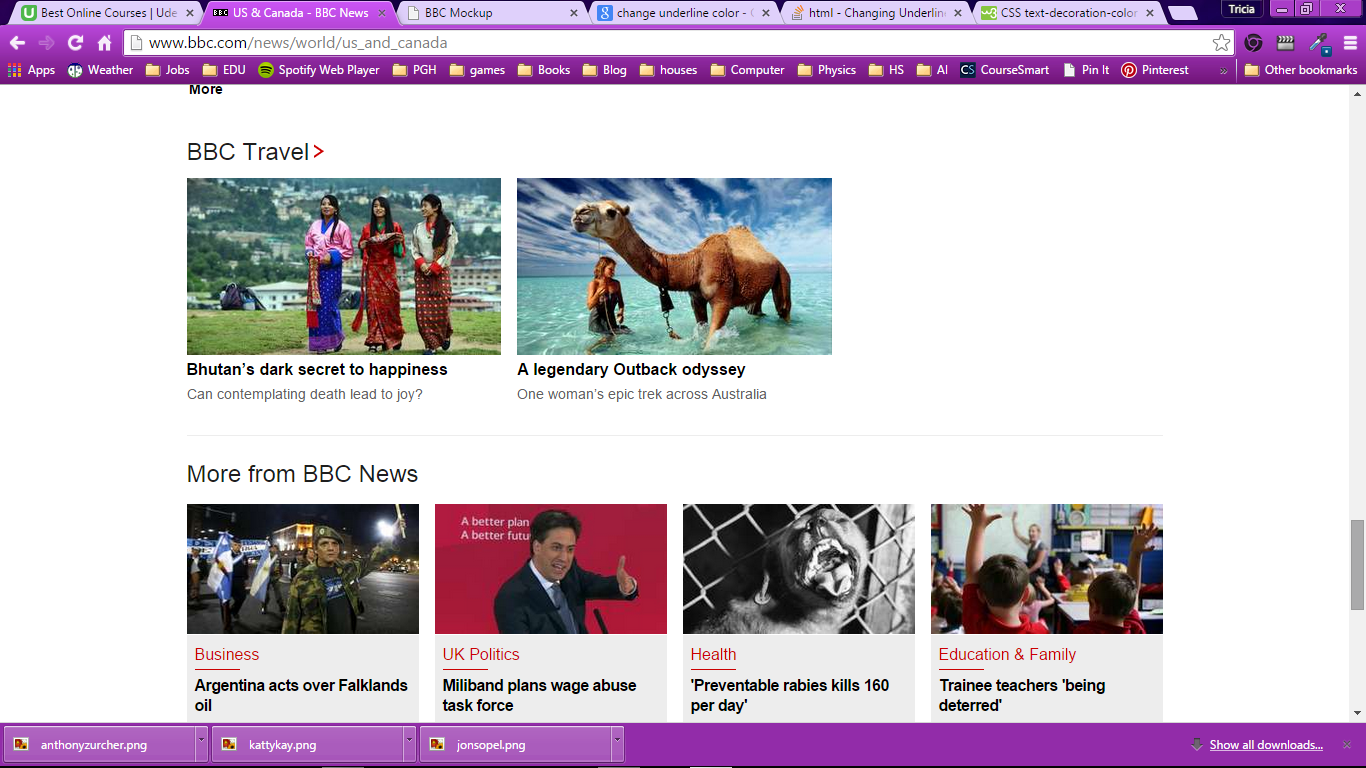 Best Online Courses | Ude
BBC US & Canada - BBC News
BBC Mockup
change underline color - G
html - Changing Underlin
CSS text-decoration-color
Tricia
www.bbc.com/news/world/us_and_canada
Apps Weather Jobs EDU Spotify Web Player PGH games Books Blog houses Computer Physics HS AI CS CourseSmart Pin It Pinterest » Other bookmarks
More
BBC Travel>
Bhutan’s dark secret to happiness
Can contemplating death lead to joy?
A legendary Outback odyssey
One woman’s epic trek across Australia
More from BBC News
A better plan
A better futu
Business
Argentina acts over Falklands
oil
UK Politics
Miliband plans wage abuse
task force
Health
'Preventable rabies kills 160
per day'
Education & Family
Trainee teachers 'being
deterred'
anthonyzurcher.png
kattykay.png
jonsopel.png
Show all downloads...